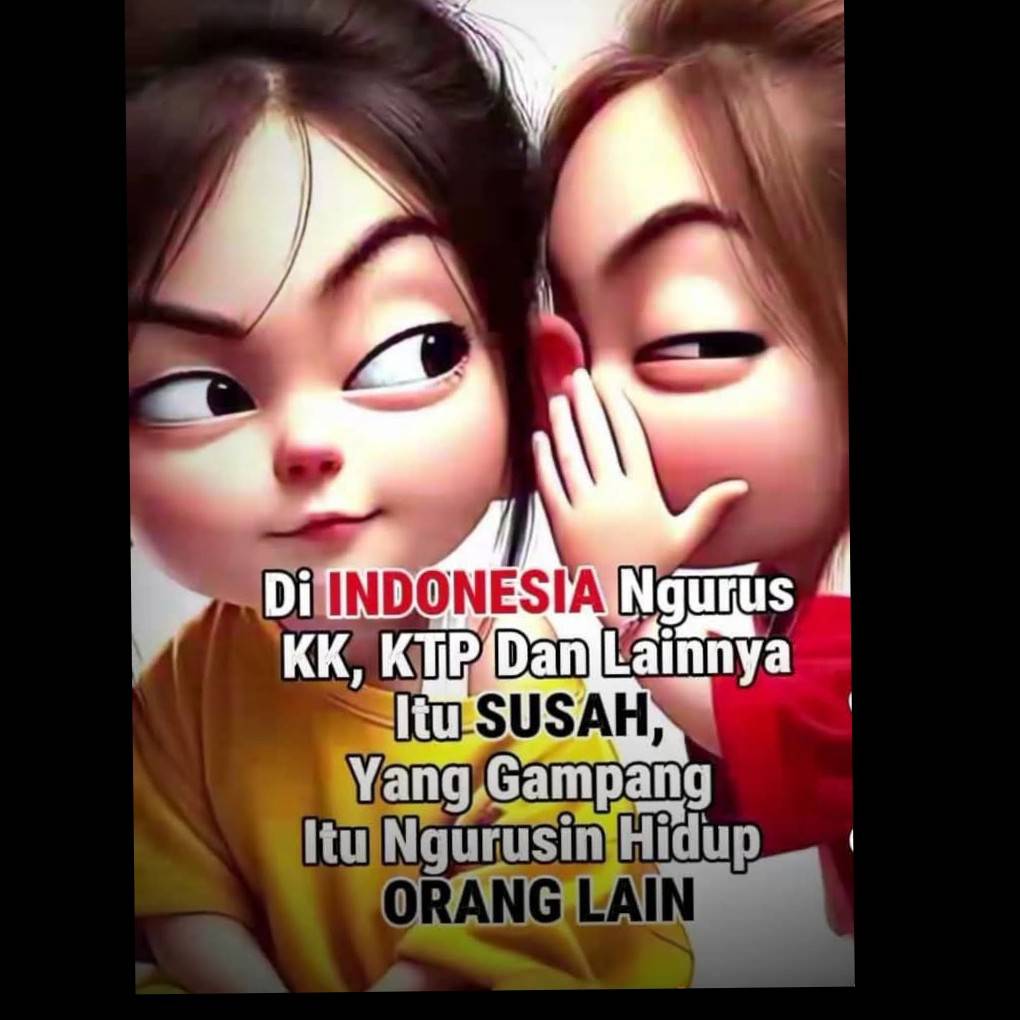 Di INDONESIA Ngurus
KK, KTP Dan Lainnya
Itu SUSAH,
Yang Gampang
Itu Ngurusin Hidup
ORANG LAIN